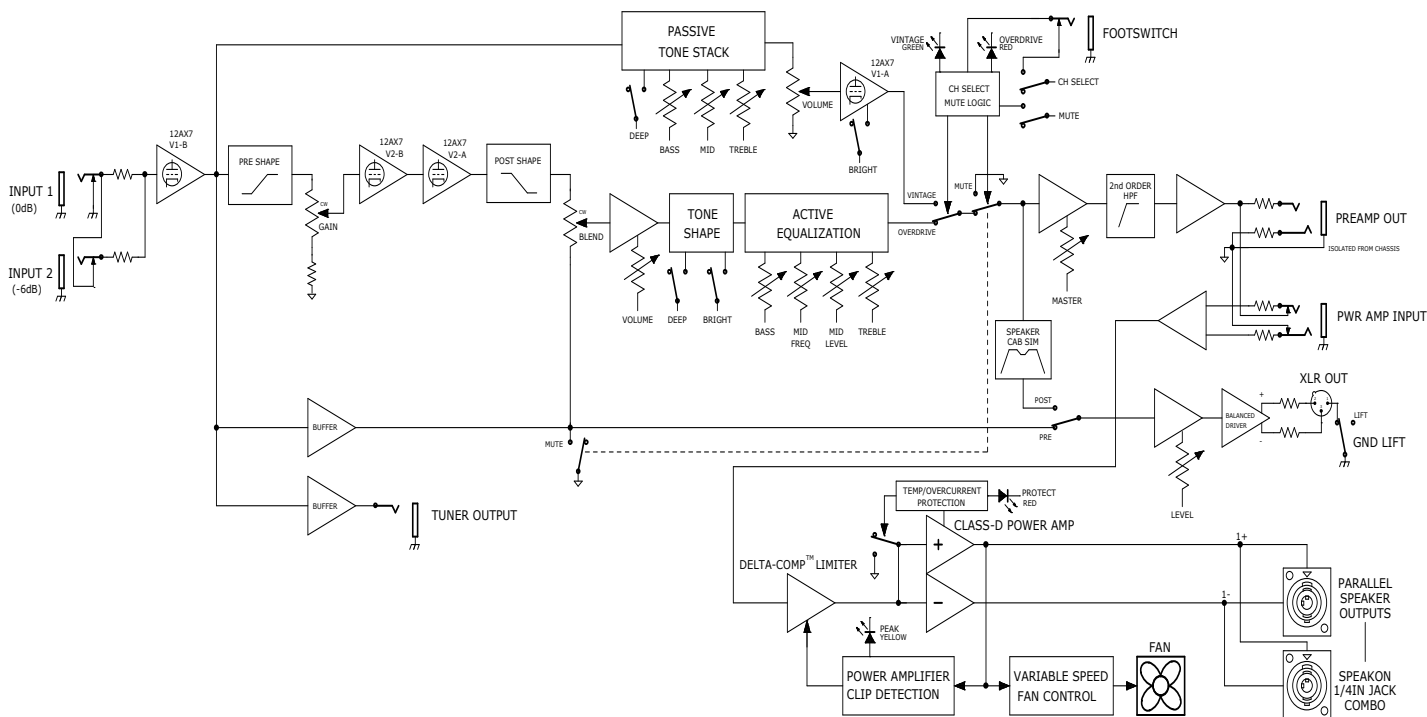 PASSIVE
TONE STACK
DEEP
BASS
MID
TREBLE
VOLUME
12AX7
V1-A
BRIGHT
VINTAGE
GREEN
OVERDRIVE
RED
CH SELECT
MUTE LOGIC
FOOTSWITCH
CH SELECT
MUTE
INPUT 1
(0dB)
INPUT 2
(-6dB)
12AX7
V1-B
PRE SHAPE
CW
GAIN
12AX7
V2-B
12AX7
V2-A
POST SHAPE
CW
BLEND
VOLUME
TONE
SHAPE
DEEP
BRIGHT
ACTIVE
EQUALIZATION
BASS
MID
FREQ
MID
LEVEL
TREBLE
VINTAGE
OVERDRIVE
MUTE
MASTER
2nd ORDER
HPF
PREAMP OUT
ISOLATED FROM CHASSIS
PWR AMP INPUT
SPEAKER
CAB SIM
POST
PRE
LEVEL
BALANCED
DRIVER
+
-
XLR OUT
LIFT
GND LIFT
BUFFER
MUTE
BUFFER
TUNER OUTPUT
TEMP/OVERCURRENT
PROTECTION
PROTECT
RED
CLASS-D POWER AMP
+
−
DELTA-COMP™ LIMITER
PEAK
YELLOW
POWER AMPLIFIER
CLIP DETECTION
VARIABLE SPEED
FAN CONTROL
FAN
1+
1-
PARALLEL
SPEAKER
OUTPUTS
SPEAKON
1/4IN JACK
COMBO